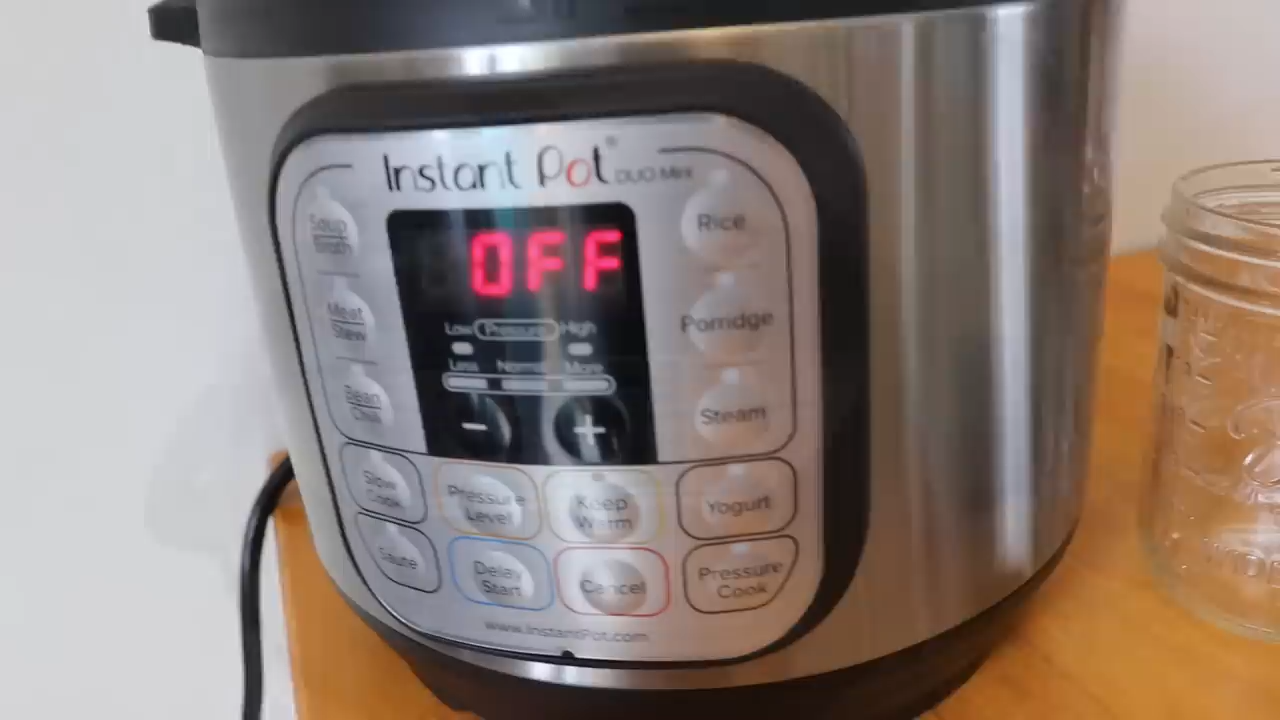 Instant Pot® DUO Mini
OFF
Low Pressure High
Less Normal More
- +
Soup
Broth
Meat
Stew
Bean
Chili
Rice
Porridge
Steam
Slow
Cook
Pressure
Level
Keep
Warm
Yogurt
Saute
Delay
Start
Cancel
Pressure
Cook
www.InstantPot.com